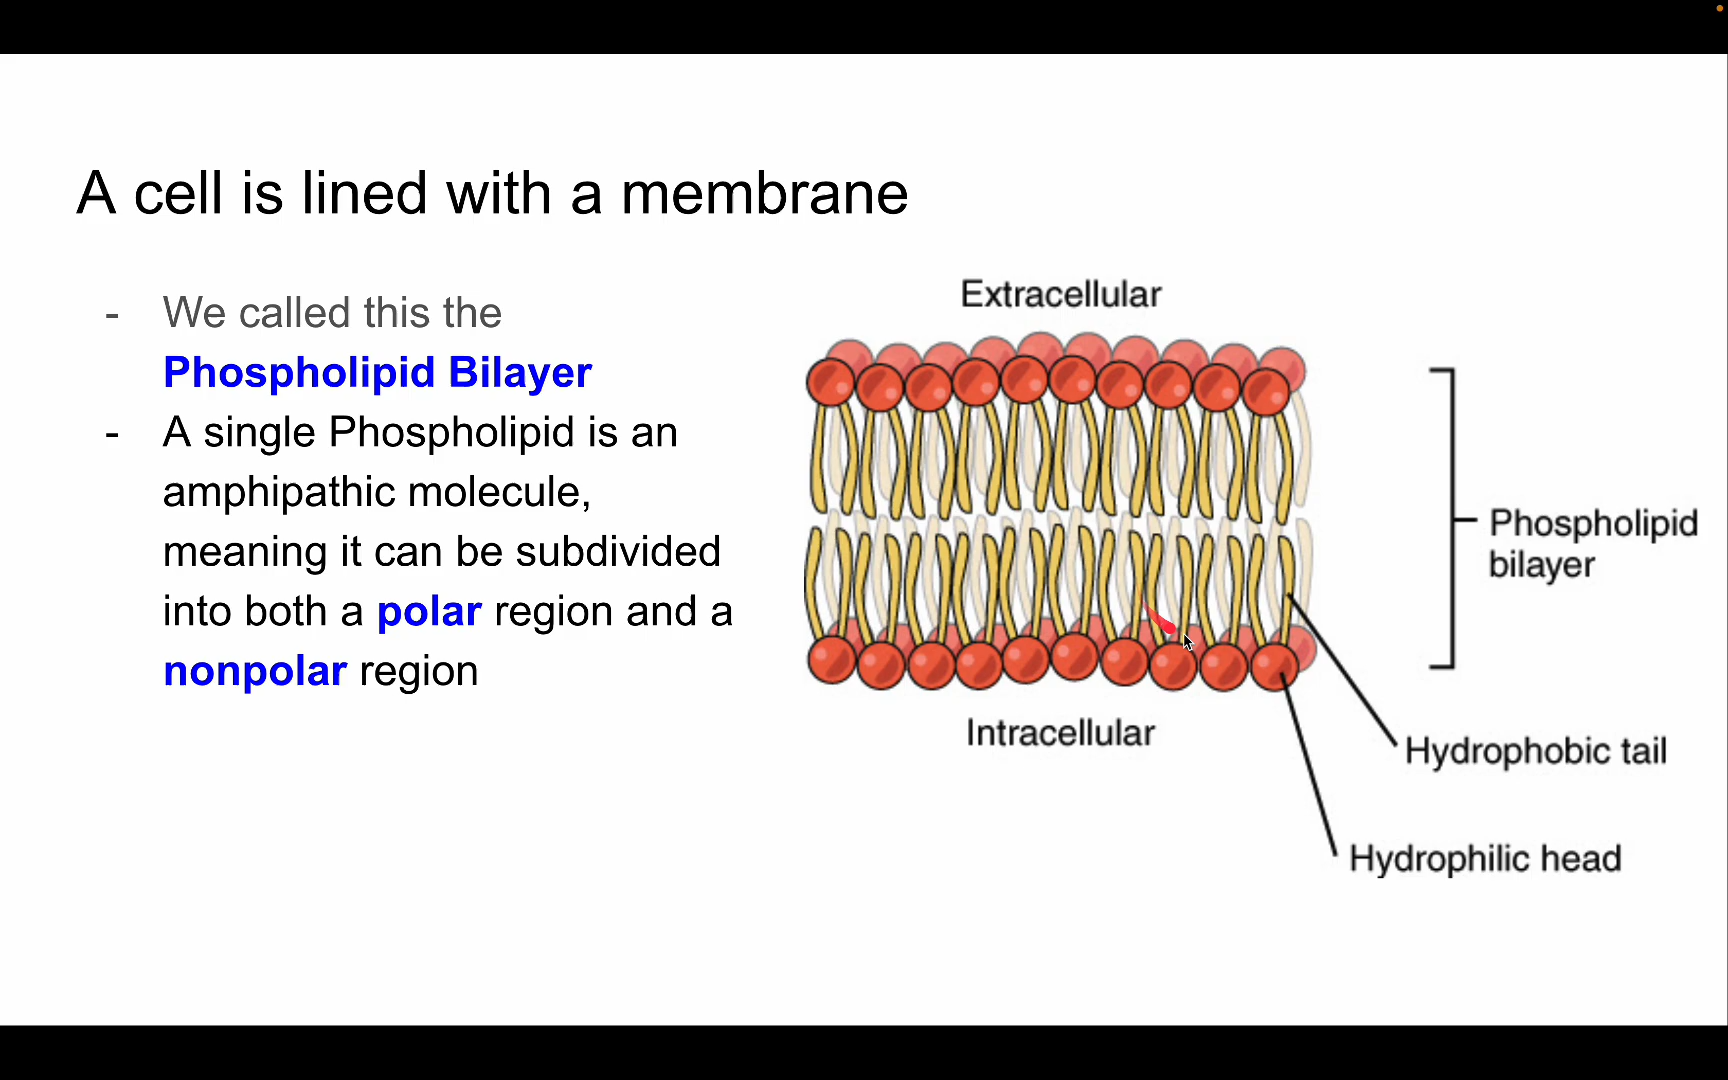 A cell is lined with a membrane
- We called this the
Phospholipid Bilayer
- A single Phospholipid is an
amphipathic molecule,
meaning it can be subdivided
into both a polar region and a
nonpolar region
Extracellular
Phospholipid
bilayer
Intracellular
Hydrophobic tail
Hydrophilic head